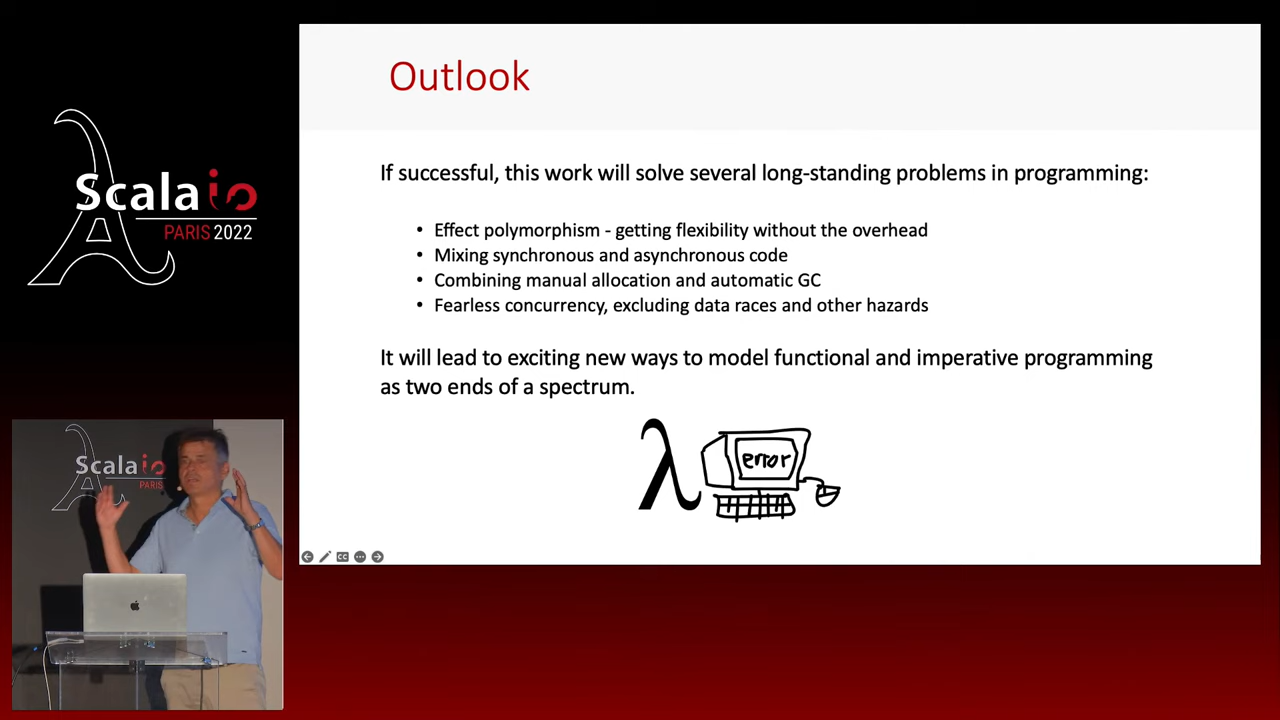 Scala io
PARIS 2022
Outlook
If successful, this work will solve several long-standing problems in programming:
• Effect polymorphism - getting flexibility without the overhead
• Mixing synchronous and asynchronous code
• Combining manual allocation and automatic GC
• Fearless concurrency, excluding data races and other hazards
It will lead to exciting new ways to model functional and imperative programming
as two ends of a spectrum.
λ
error
CC
Scala io
PARIS